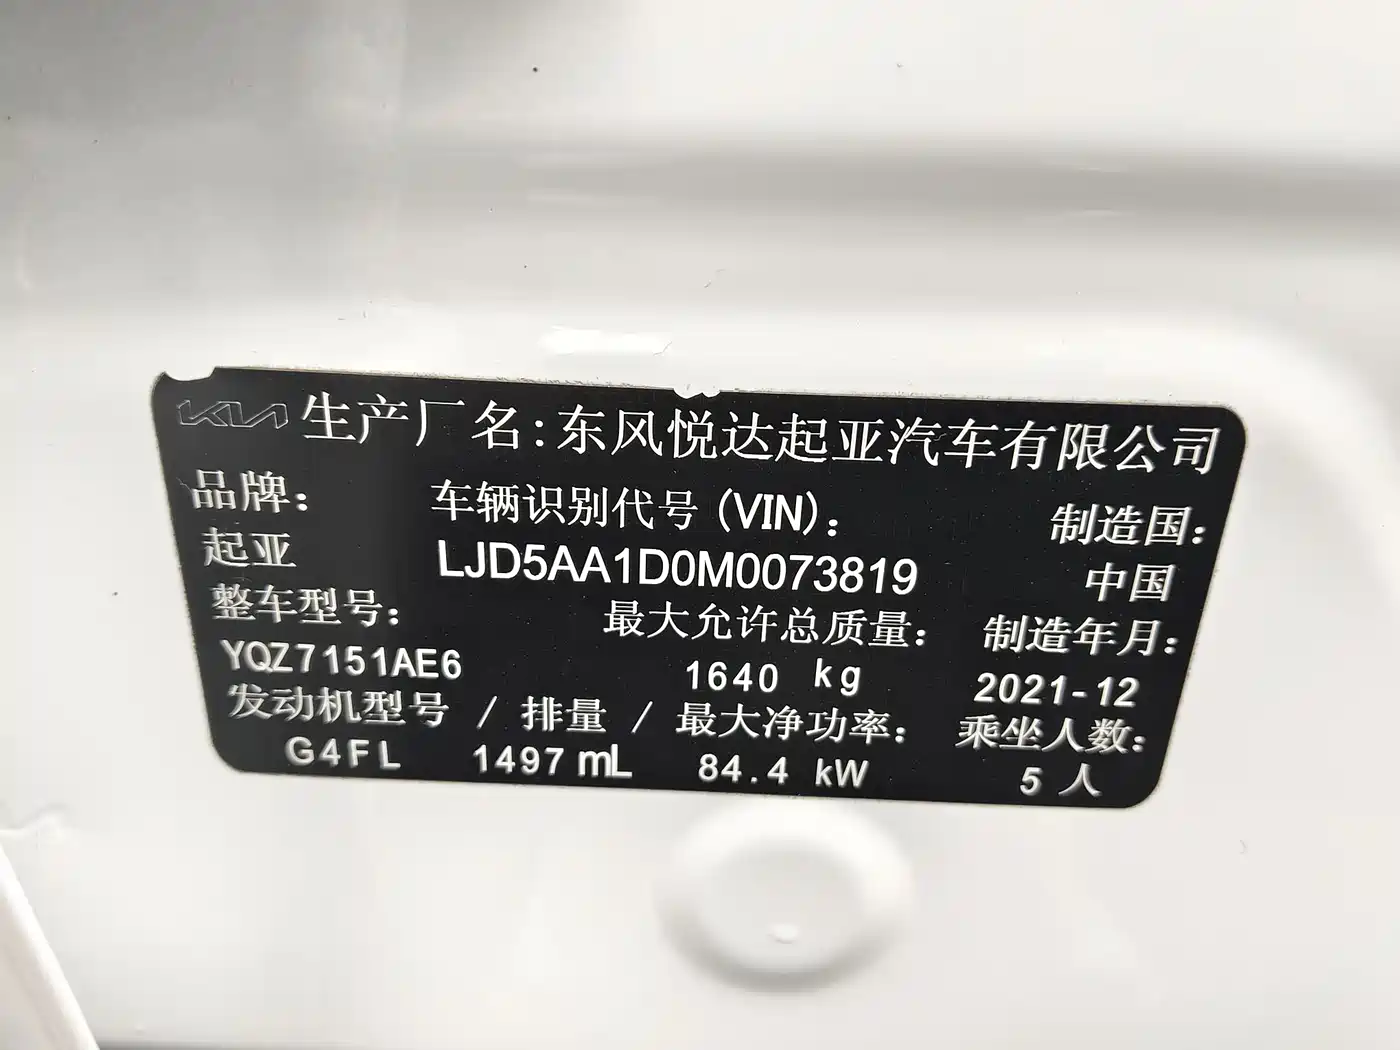 KIA 生产厂名:东风悦达起亚汽车有限公司
品牌: 车辆识别代号(VIN): 制造国:
起亚 LJD5AA1D0M0073819 中国
整车型号: 最大允许总质量: 制造年月:
YQZ7151AE6 1640 kg 2021-12
发动机型号 / 排量 / 最大净功率: 乘坐人数:
G4FL 1497 mL 84.4 kW 5 人